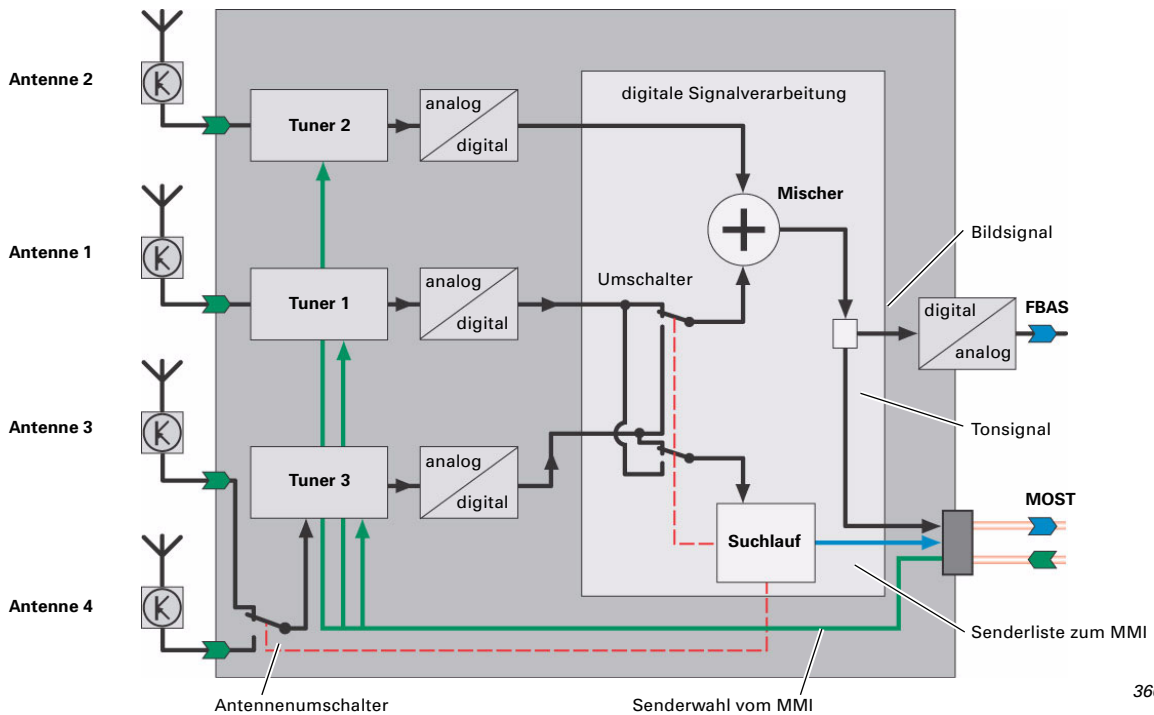 Antenne 2
Tuner 2
analog
digital
digitale Signalverarbeitung
Mischer
Antenne 1
Tuner 1
analog
digital
Umschalter
Bildsignal
digital
analog
FBAS
Antenne 3
Tuner 3
analog
digital
Tonsignal
MOST
Suchlauf
Antenne 4
Senderliste zum MMI
Antennenumschalter
Senderwahl vom MMI